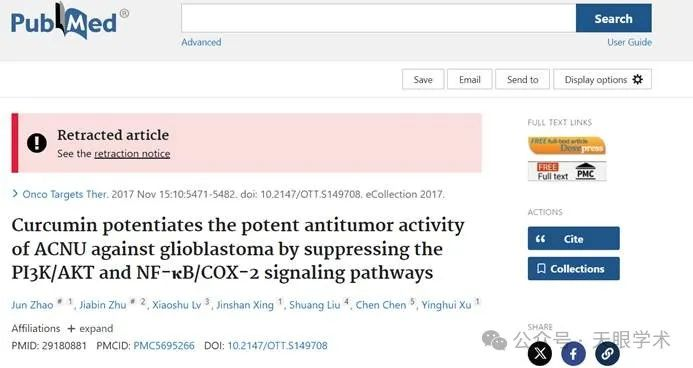 PubMed®
Search
Advanced
User Guide
Save
Email
Send to
Display options
Retracted article
See the retraction notice
FULL TEXT LINKS
FREE full-text article
Dovepress
FREE
Full text
PMC
Onco Targets Ther. 2017 Nov 15:10:5471-5482. doi: 10.2147/OTT.S149708. eCollection 2017.
Curcumin potentiates the potent antitumor activity
of ACNU against glioblastoma by suppressing the
PI3K/AKT and NF-κB/COX-2 signaling pathways
Jun Zhao # 1, Jiabin Zhu # 2, Xiaoshu Lv 3, Jinshan Xing 1, Shuang Liu 4, Chen Chen 5, Yinghui Xu 1
Affiliations + expand
PMID: 29180881 PMCID: PMC5695266 DOI: 10.2147/OTT.S149708
ACTIONS
Cite
Collections
SHARE
公众号 · 天眼学术